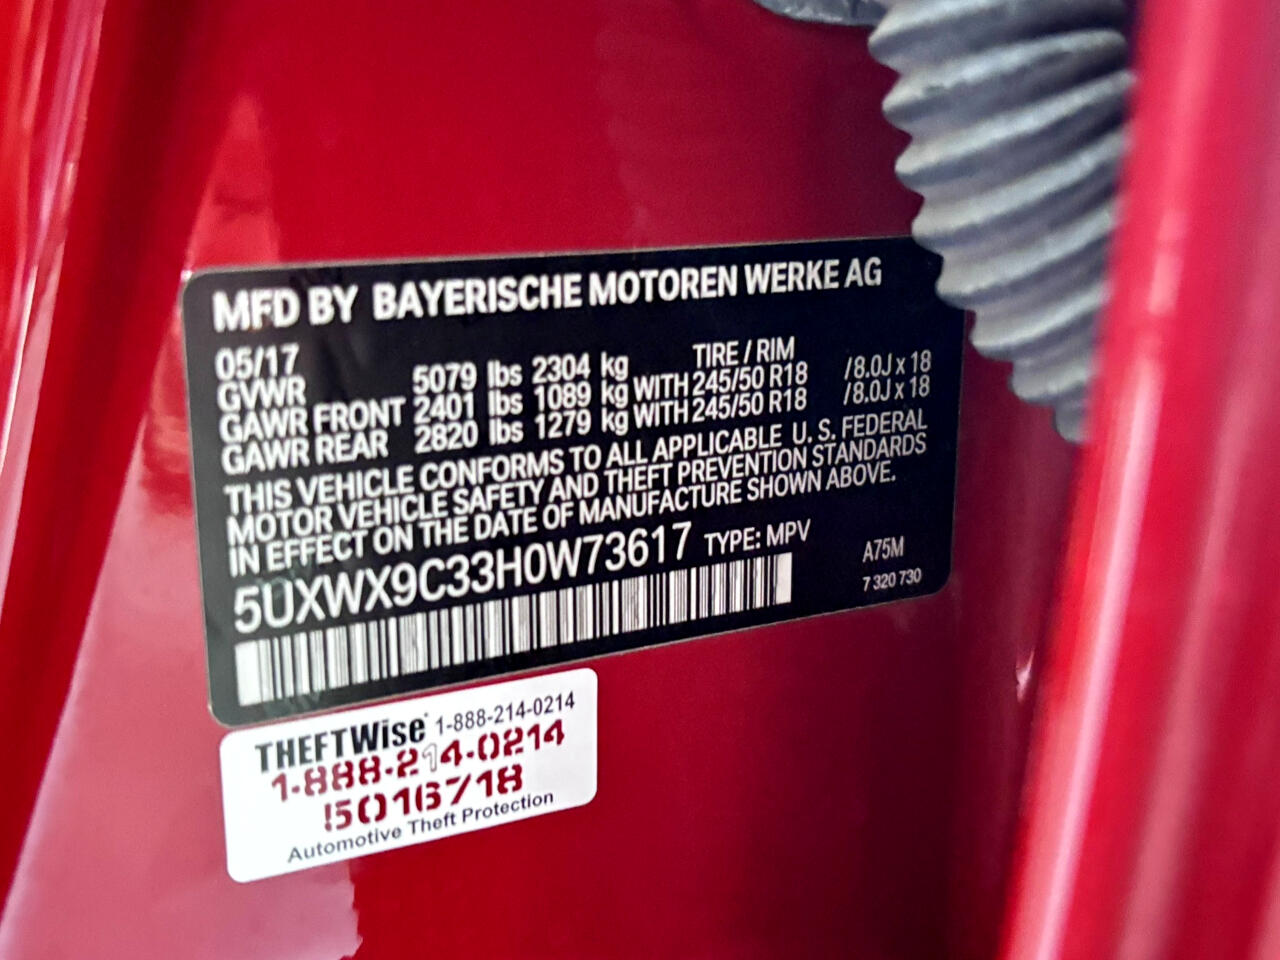 MFD BY BAYERISCHE MOTOREN WERKE AG
05/17 TIRE / RIM
GVWR 5079 lbs 2304 kg
GAWR FRONT 2401 lbs 1089 kg WITH 245/50 R18 /8.0J x 18
GAWR REAR 2820 lbs 1279 kg WITH 245/50 R18 /8.0J x 18
THIS VEHICLE CONFORMS TO ALL APPLICABLE U. S. FEDERAL
MOTOR VEHICLE SAFETY AND THEFT PREVENTION STANDARDS
IN EFFECT ON THE DATE OF MANUFACTURE SHOWN ABOVE.
5UXWX9C33H0W73617 TYPE: MPV A75M
7 320 730
THEFTWise 1-888-214-0214
1-888-214-0214
!5016718
Automotive Theft Protection